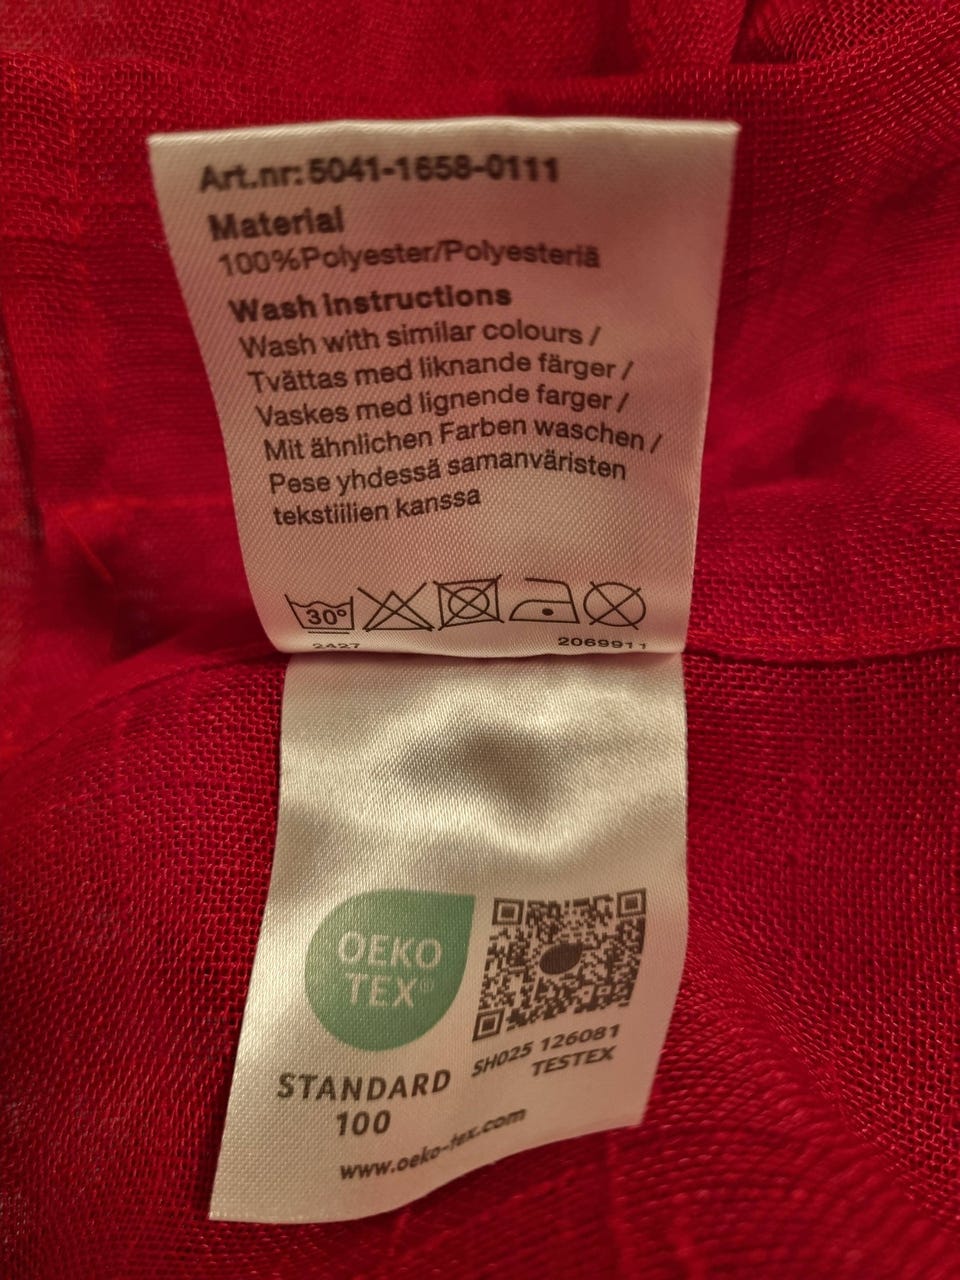 Art.nr:5041-1658-0111
Material
100%Polyester/Polyesteriä
Wash instructions
Wash with similar colours /
Tvättas med liknande färger /
Vaskes med lignende farger /
Mit ähnlichen Farben waschen /
Pese yhdessä samanväristen
tekstiilien kanssa
30°
2427 2069911
OEKO
TEX®
SH025 126081
TESTEX
STANDARD
100
www.oeko-tex.com